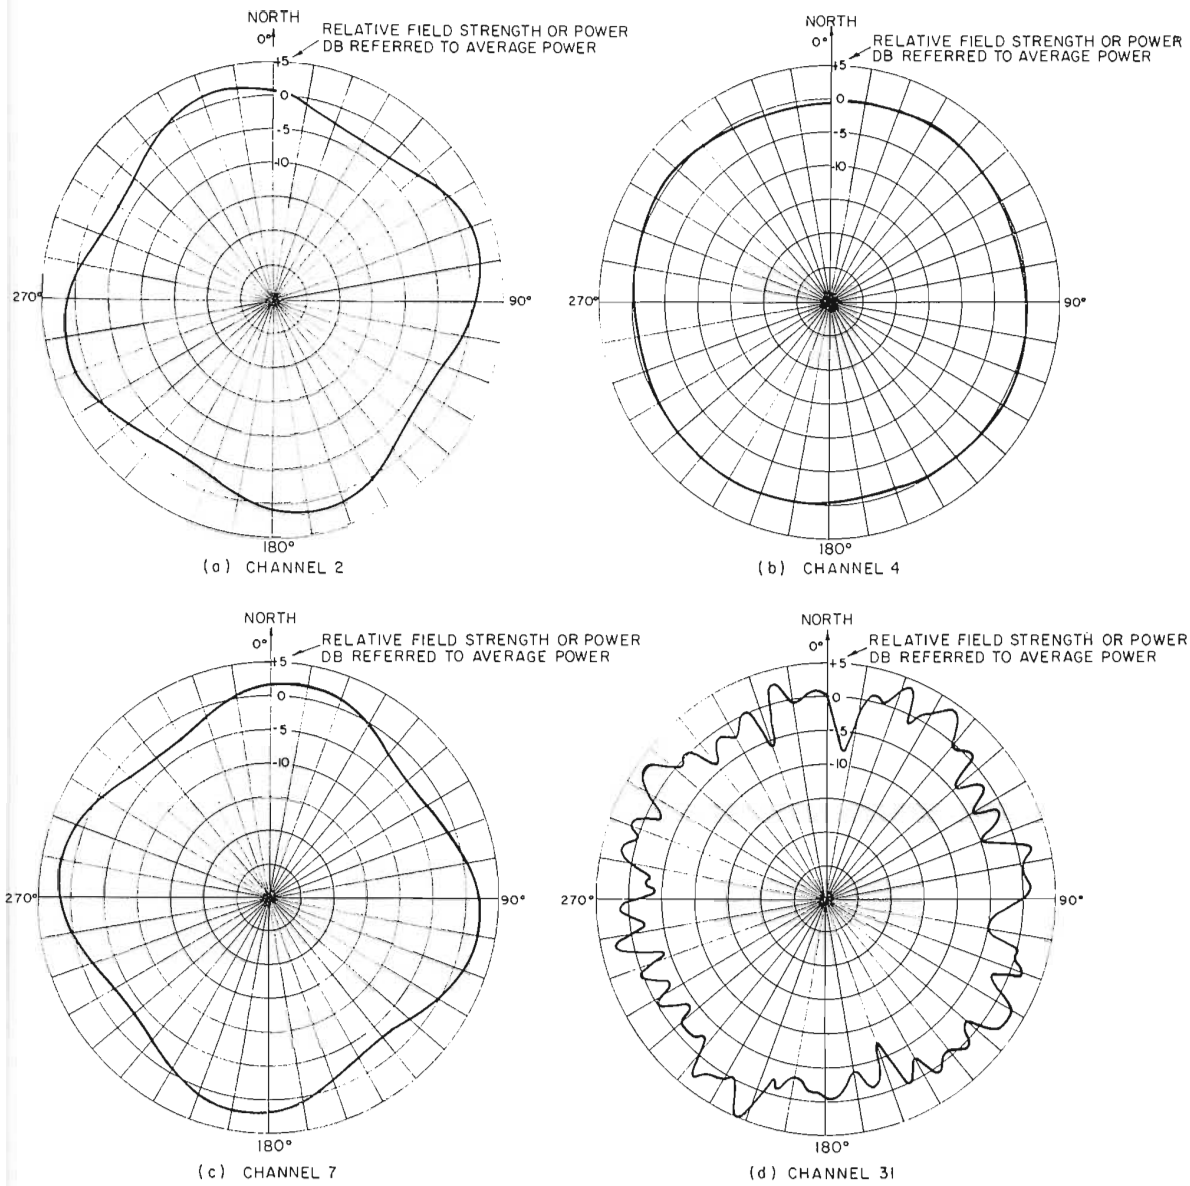 NORTH
0°
RELATIVE FIELD STRENGTH OR POWER
DB REFERRED TO AVERAGE POWER
+5
0
-5
-10
270°
90°
180°
(a) CHANNEL 2
NORTH
0°
RELATIVE FIELD STRENGTH OR POWER
DB REFERRED TO AVERAGE POWER
+5
0
-5
-10
270°
90°
180°
(b) CHANNEL 4
NORTH
0°
RELATIVE FIELD STRENGTH OR POWER
DB REFERRED TO AVERAGE POWER
+5
0
-5
-10
270°
90°
180°
(c) CHANNEL 7
NORTH
0°
RELATIVE FIELD STRENGTH OR POWER
DB REFERRED TO AVERAGE POWER
+5
0
-5
-10
270°
90°
180°
(d) CHANNEL 31